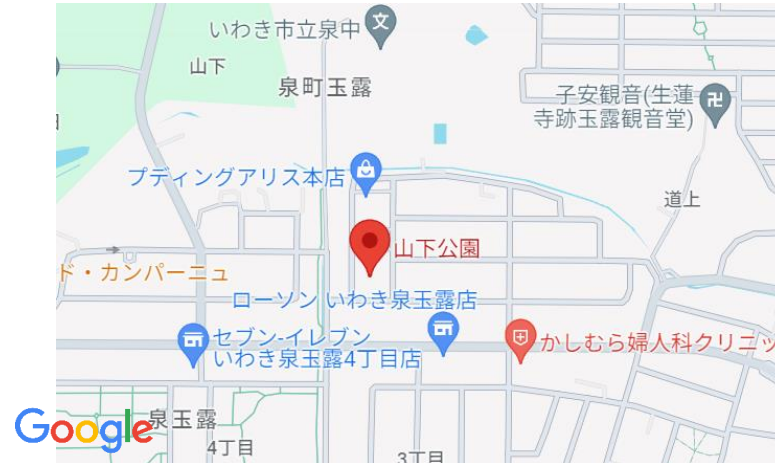 いわき市立泉中
山下
泉町玉露
子安観音(生蓮
寺跡玉露観音堂)
プディングアリス本店
道上
山下公園
ド・カンパーニュ
ローソン いわき泉玉露店
セブン-イレブン
いわき泉玉露4丁目店
かしむら婦人科クリニッ
泉玉露
Google
4丁目
3丁目